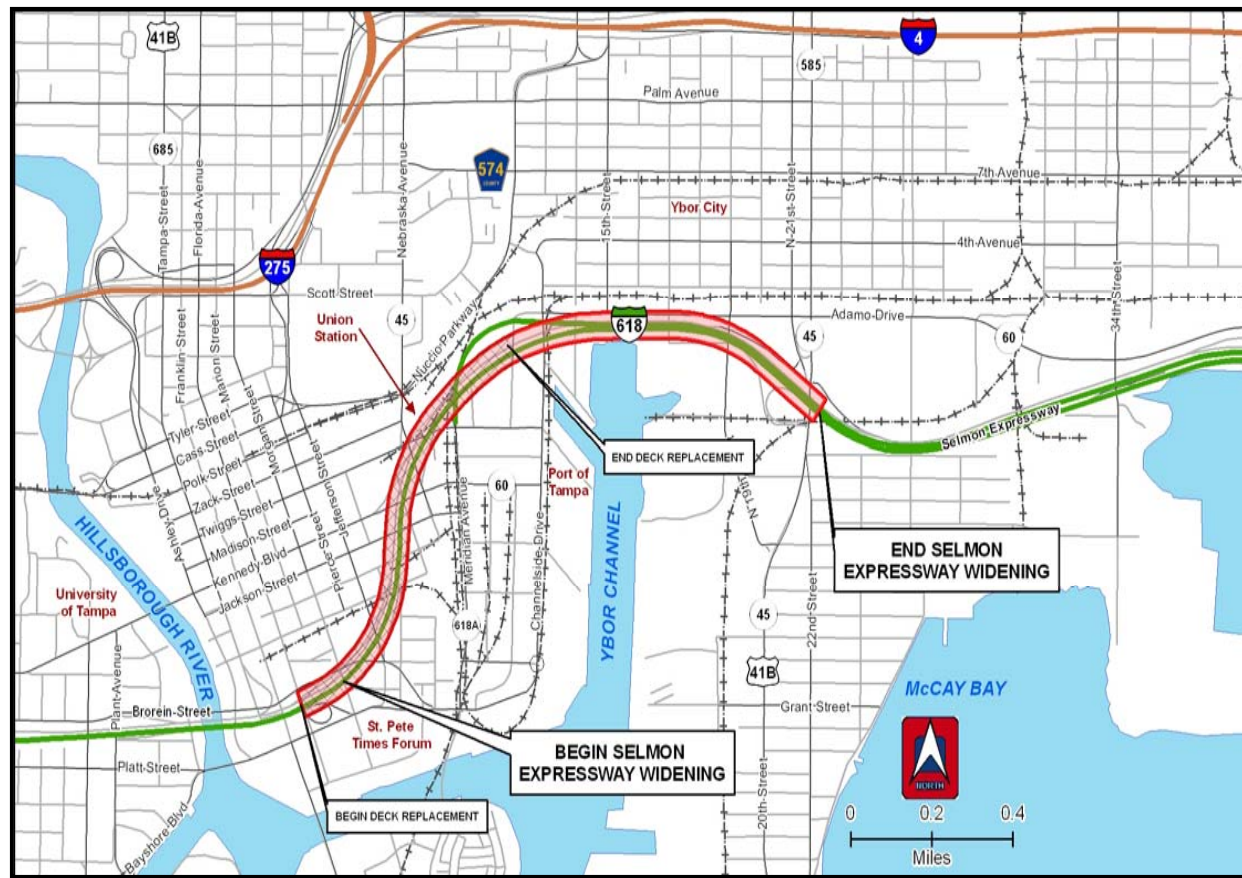 41B
4
585
Palm Avenue
685
574
COUNTY
7th Avenue
Tampa-Street
Florida-Avenue
Nebraska-Avenue
15th-Street
Ybor City
N-21st-Street
4th-Avenue
34th-Street
275
Scott-Street
Union
Station
45
Nuccio-Parkway
618
Adamo-Drive
45
60
Franklin-Street
Marion-Street
Morgan-Street
Tyler-Street
Cass-Street
Polk-Street
Zack-Street
Twiggs-Street
Madison-Street
Kennedy-Blvd
Jackson-Street
Pierce-Street
Jefferson-Street
Ashley-Drive
Selmon Expressway
END DECK REPLACEMENT
Port of
Tampa
60
Meridian-Avenue
Channelside-Drive
N 19th
END SELMON
EXPRESSWAY WIDENING
HILLSBOROUGH RIVER
YBOR CHANNEL
University
of Tampa
618A
45
22nd-Street
41B
McCAY BAY
Plant-Avenue
Brorein-Street
Grant-Street
St. Pete
Times Forum
BEGIN SELMON
EXPRESSWAY WIDENING
Platt-Street
20th-Street
BEGIN DECK REPLACEMENT
Bayshore-Blvd
NORTH
0 0.2 0.4
Miles